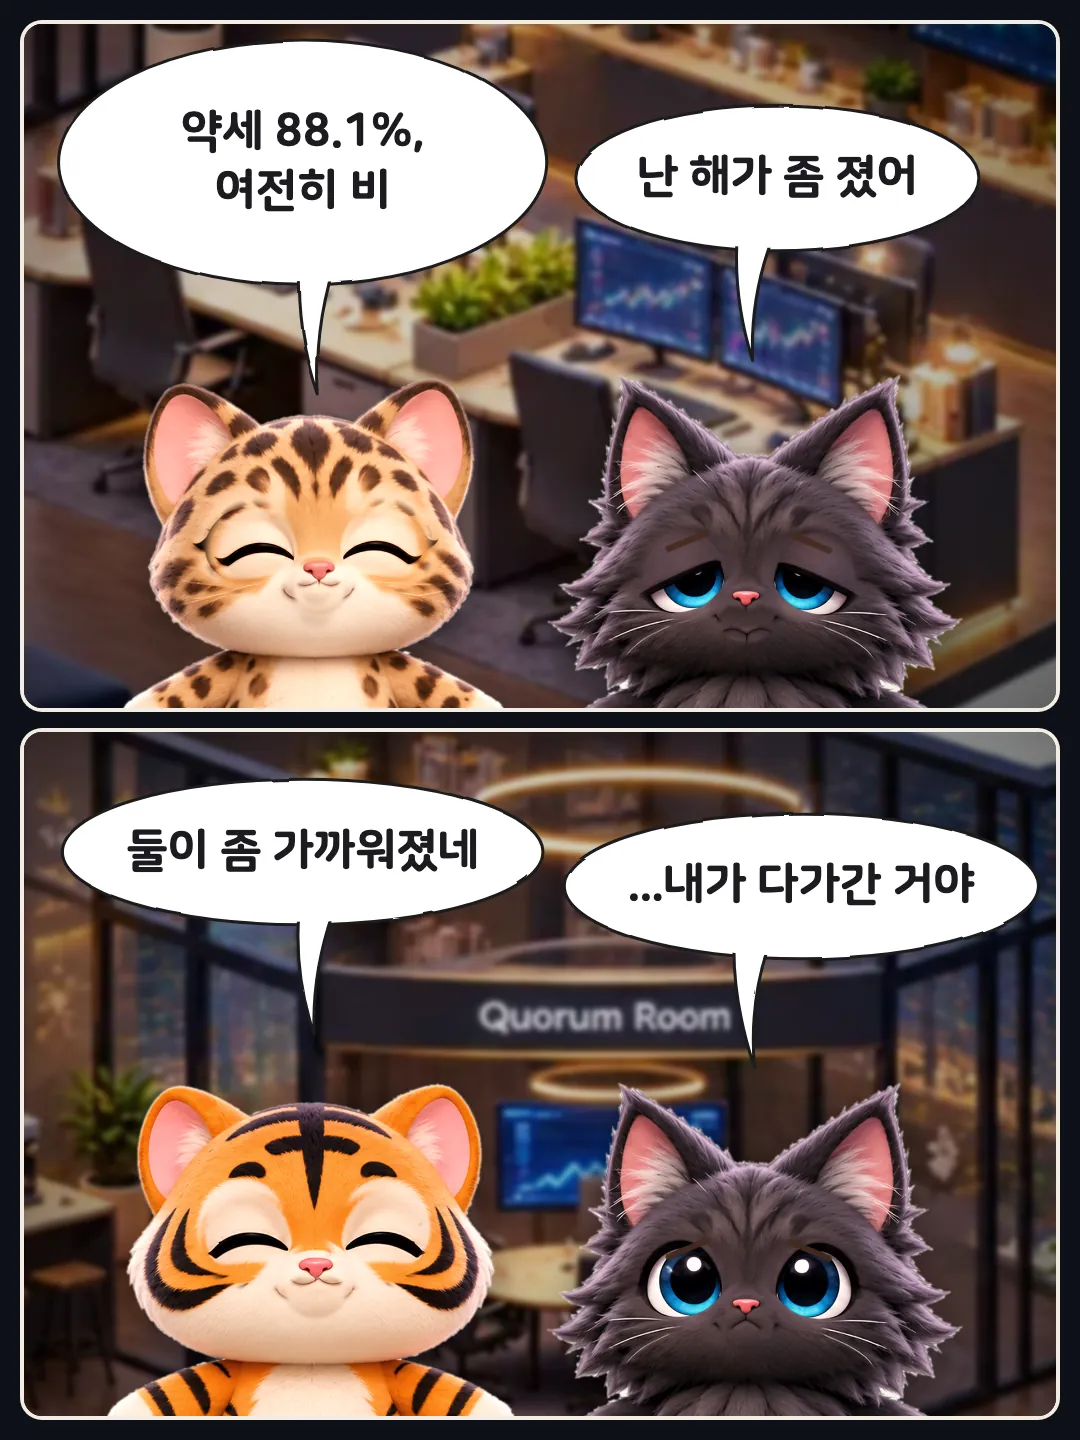 약세 88.1%,
여전히 비
난 해가 좀 졌어
둘이 좀 가까워졌네
...내가 다가간 거야
Quorum Room